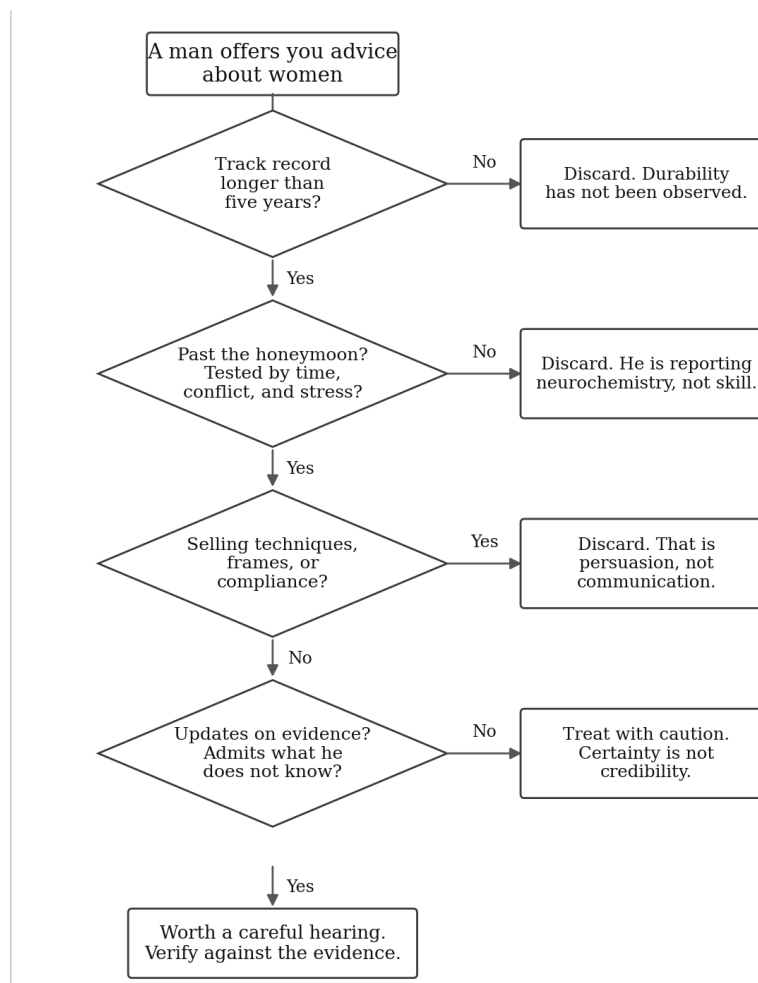 A man offers you advice
about women
Track record
longer than
five years?
No
Discard. Durability
has not been observed.
Yes
Past the honeymoon?
Tested by time,
conflict, and stress?
No
Discard. He is reporting
neurochemistry, not skill.
Yes
Selling techniques,
frames, or
compliance?
Yes
Discard. That is
persuasion, not
communication.
No
Updates on evidence?
Admits what he
does not know?
No
Treat with caution.
Certainty is not
credibility.
Yes
Worth a careful hearing.
Verify against the evidence.